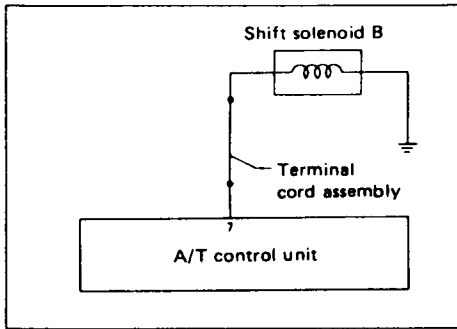 Shift solenoid B
Terminal
cord assembly
7
A/T control unit